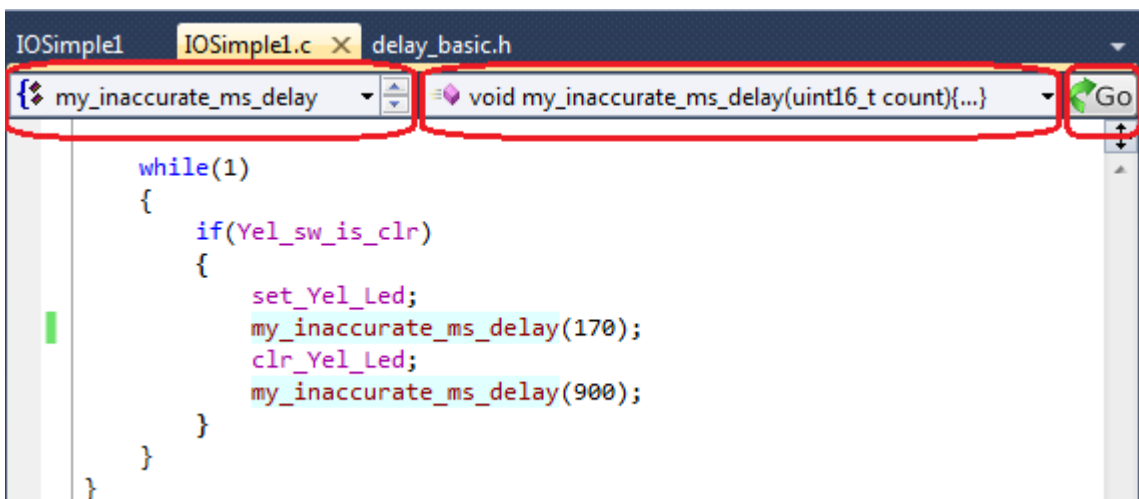 IOSimple1 IOSimple1.c delay_basic.h
my_inaccurate_ms_delay void my_inaccurate_ms_delay(uint16_t count){...} Go
while(1)
{
if(Yel_sw_is_clr)
{
set_Yel_Led;
my_inaccurate_ms_delay(170);
clr_Yel_Led;
my_inaccurate_ms_delay(900);
}
}
}